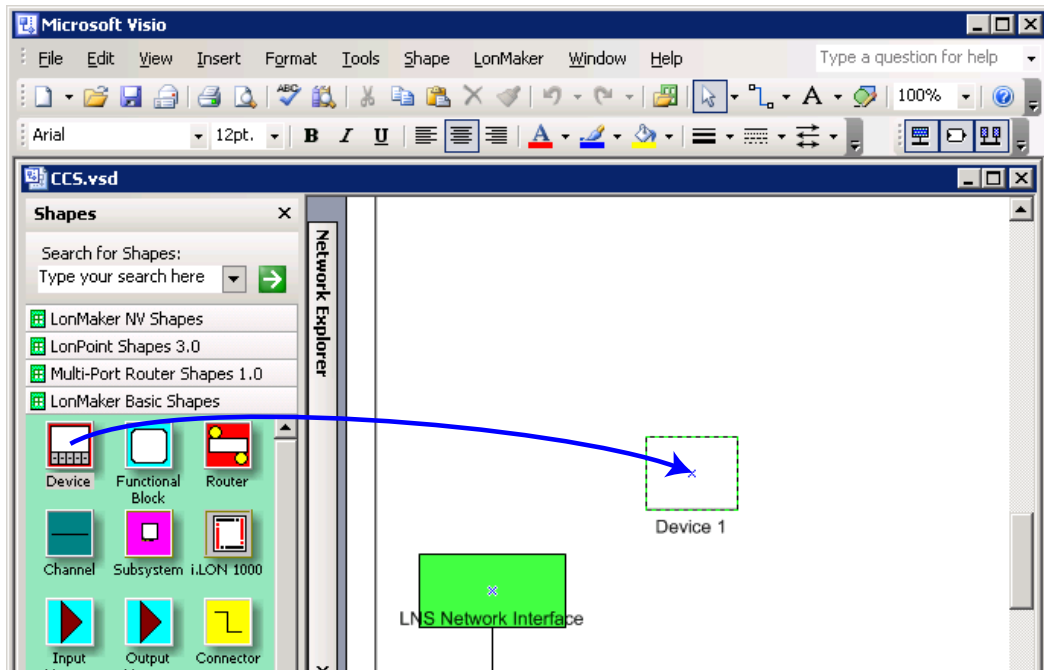 Microsoft Visio
File Edit View Insert Format Tools Shape LonMaker Window Help Type a question for help
ABC A 100% ?
Arial 12pt. B I U A
CCS.vsd
Shapes
Search for Shapes:
Type your search here
LonMaker NV Shapes
LonPoint Shapes 3.0
Multi-Port Router Shapes 1.0
LonMaker Basic Shapes
Device Functional Block Router
Channel Subsystem i.LON 1000
Input Output Connector
Network Explorer
Device 1
LNS Network Interface